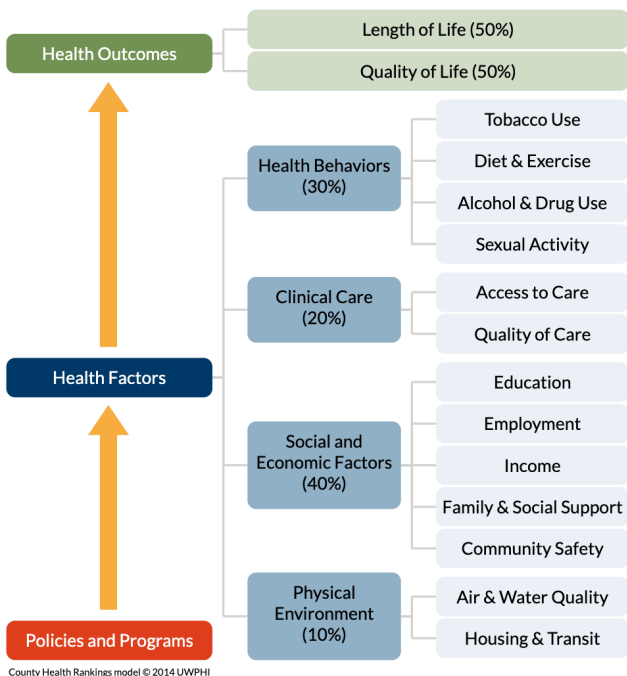 Health Outcomes
Length of Life (50%)
Quality of Life (50%)
Health Behaviors
(30%)
Tobacco Use
Diet & Exercise
Alcohol & Drug Use
Sexual Activity
Clinical Care
(20%)
Access to Care
Quality of Care
Health Factors
Social and
Economic Factors
(40%)
Education
Employment
Income
Family & Social Support
Community Safety
Physical
Environment
(10%)
Air & Water Quality
Housing & Transit
Policies and Programs
County Health Rankings model © 2014 UWPHI